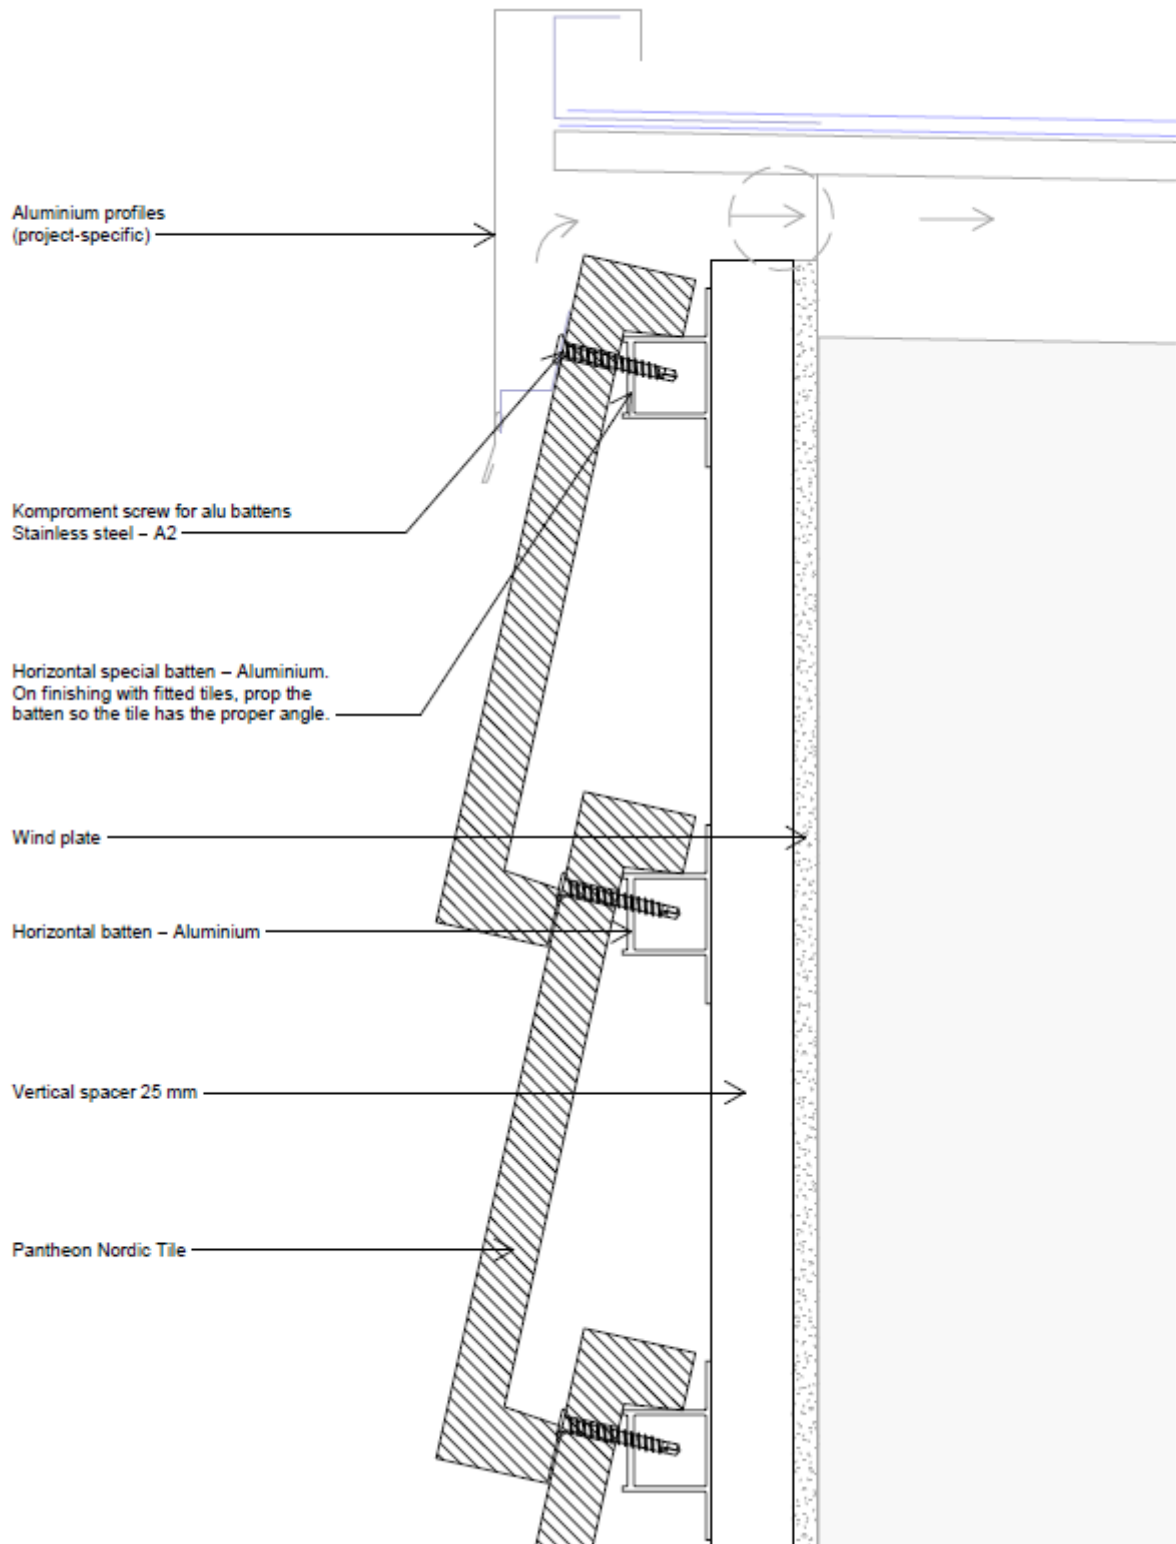 Aluminium profiles
(project-specific)
Komproment screw for alu battens
Stainless steel – A2
Horizontal special batten – Aluminium.
On finishing with fitted tiles, prop the
batten so the tile has the proper angle.
Wind plate
Horizontal batten – Aluminium
Vertical spacer 25 mm
Pantheon Nordic Tile